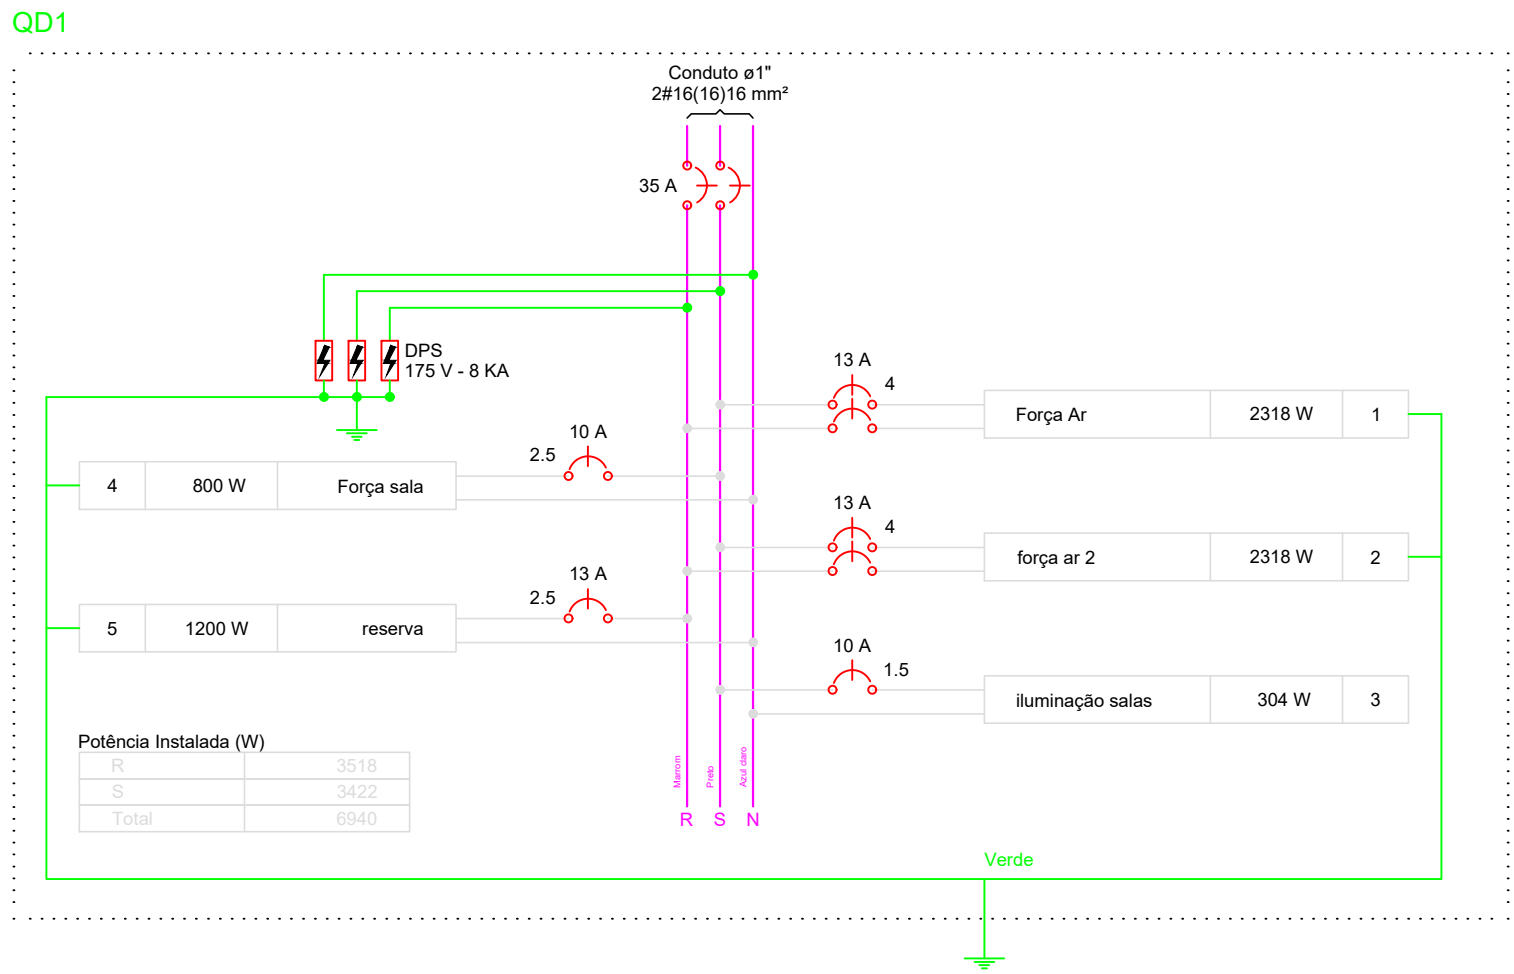 QD1
Conduto ø1"
2#16(16)16 mm²
35 A
DPS
175 V - 8 KA
13 A
4
Força Ar 2318 W 1
10 A
2.5
4 800 W Força sala
13 A
4
força ar 2 2318 W 2
13 A
2.5
5 1200 W reserva
10 A
1.5
iluminação salas 304 W 3
Potência Instalada (W)
R 3518
S 3422
Total 6940
Marrom
Preto
Azul claro
R S N
Verde